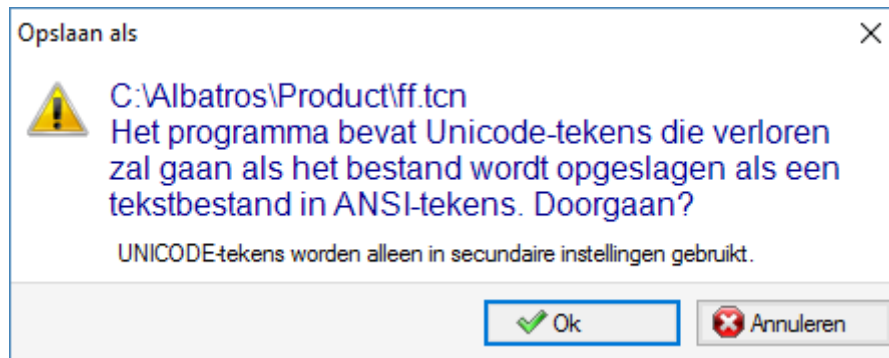 Opslaan als
C:\Albatros\Product\ff.tcn
Het programma bevat Unicode-tekens die verloren
zal gaan als het bestand wordt opgeslagen als een
tekstbestand in ANSI-tekens. Doorgaan?
UNICODE-tekens worden alleen in secundaire instellingen gebruikt.
Ok
Annuleren